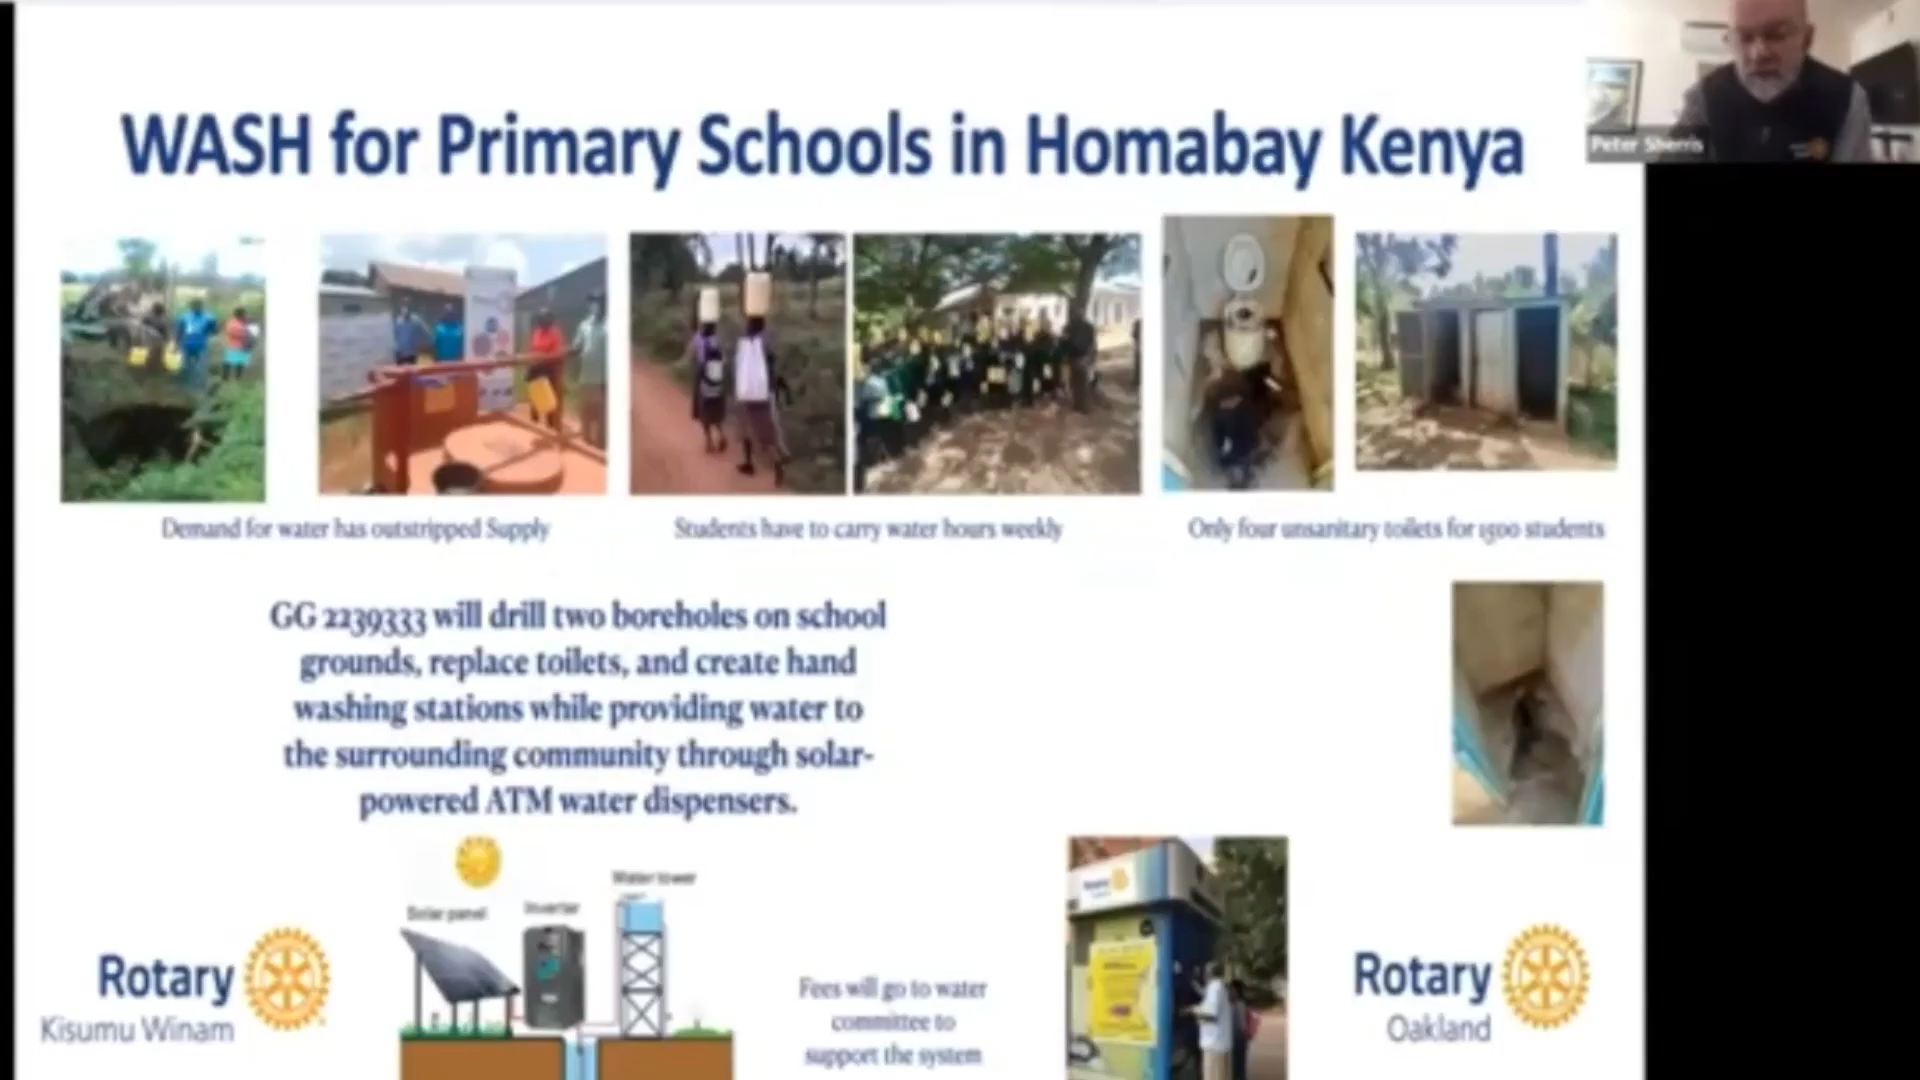 WASH for Primary Schools in Homabay Kenya
Peter Sherris
Demand for water has outstripped Supply
Students have to carry water hours weekly
Only four unsanitary toilets for 1500 students
GG 2239333 will drill two boreholes on school
grounds, replace toilets, and create hand
washing stations while providing water to
the surrounding community through solar-
powered ATM water dispensers.
Water tower
Solar panel
Inverter
Rotary
Kisumu Winam
Fees will go to water
committee to
support the system
Rotary
Rotary
Oakland